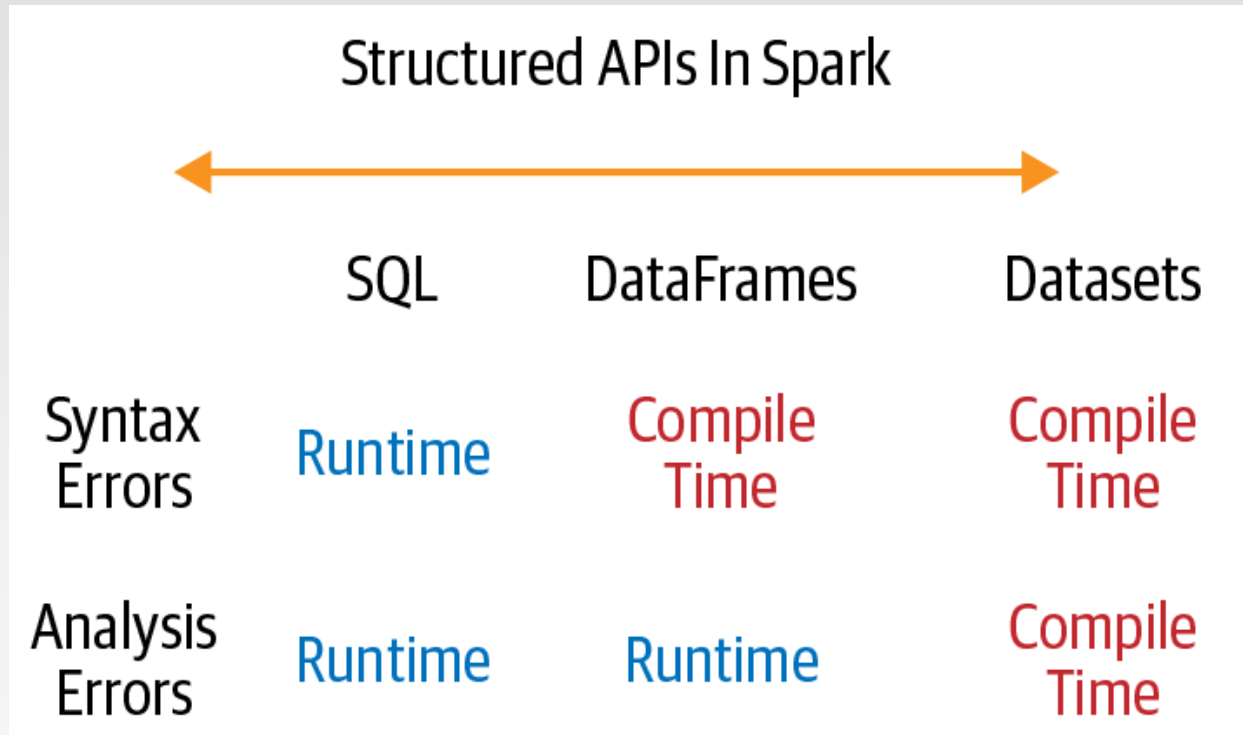 Structured APIs In Spark
SQL DataFrames Datasets
Syntax Errors Runtime Compile Time Compile Time
Analysis Errors Runtime Runtime Compile Time